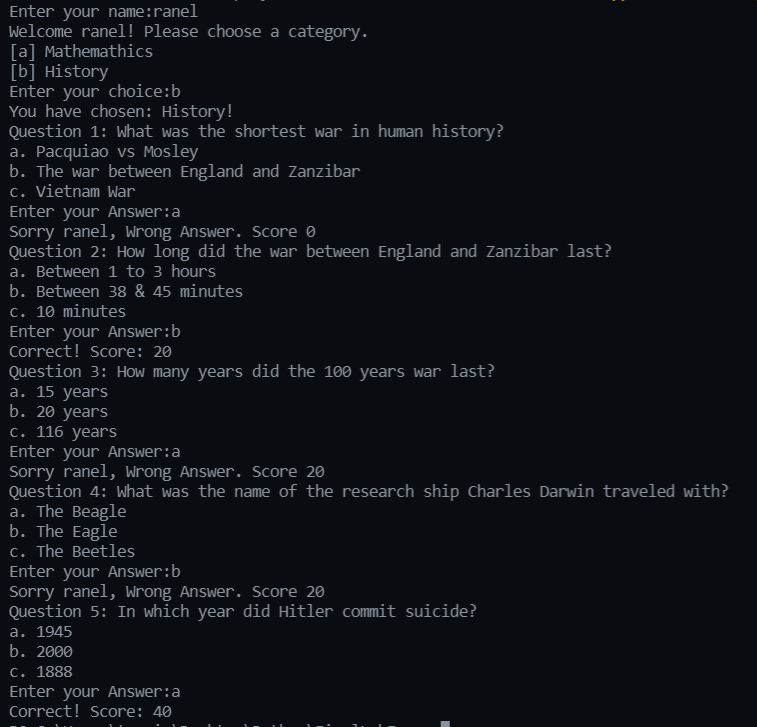 Enter your name:ranel
Welcome ranel! Please choose a category.
[a] Mathemathics
[b] History
Enter your choice:b
You have chosen: History!
Question 1: What was the shortest war in human history?
a. Pacquiao vs Mosley
b. The war between England and Zanzibar
c. Vietnam War
Enter your Answer:a
Sorry ranel, Wrong Answer. Score 0
Question 2: How long did the war between England and Zanzibar last?
a. Between 1 to 3 hours
b. Between 38 & 45 minutes
c. 10 minutes
Enter your Answer:b
Correct! Score: 20
Question 3: How many years did the 100 years war last?
a. 15 years
b. 20 years
c. 116 years
Enter your Answer:a
Sorry ranel, Wrong Answer. Score 20
Question 4: What was the name of the research ship Charles Darwin traveled with?
a. The Beagle
b. The Eagle
c. The Beetles
Enter your Answer:b
Sorry ranel, Wrong Answer. Score 20
Question 5: In which year did Hitler commit suicide?
a. 1945
b. 2000
c. 1888
Enter your Answer:a
Correct! Score: 40